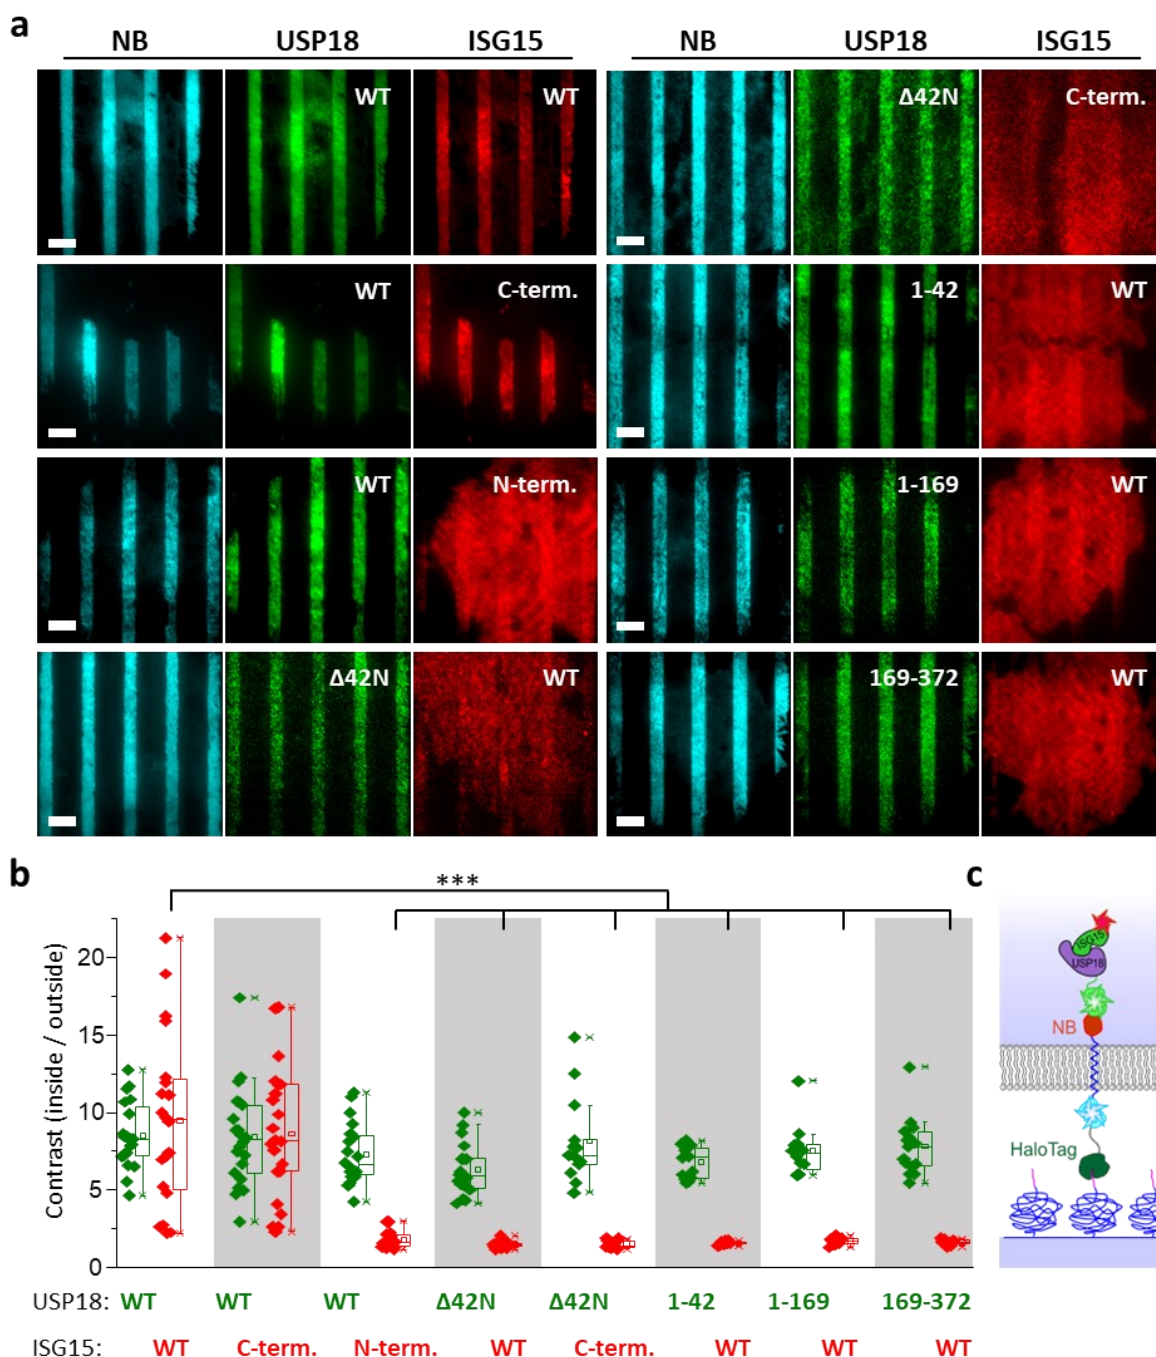 a
NB USP18 ISG15 NB USP18 ISG15
WT WT Δ42N C-term.
WT C-term. 1-42 WT
WT N-term. 1-169 WT
Δ42N WT 169-372 WT
b
c
***
Contrast (inside / outside)
20
15
10
5
0
USP18: WT WT WT Δ42N Δ42N 1-42 1-169 169-372
ISG15: WT C-term. N-term. WT C-term. WT WT WT
ISG15
USP18
NB
HaloTag